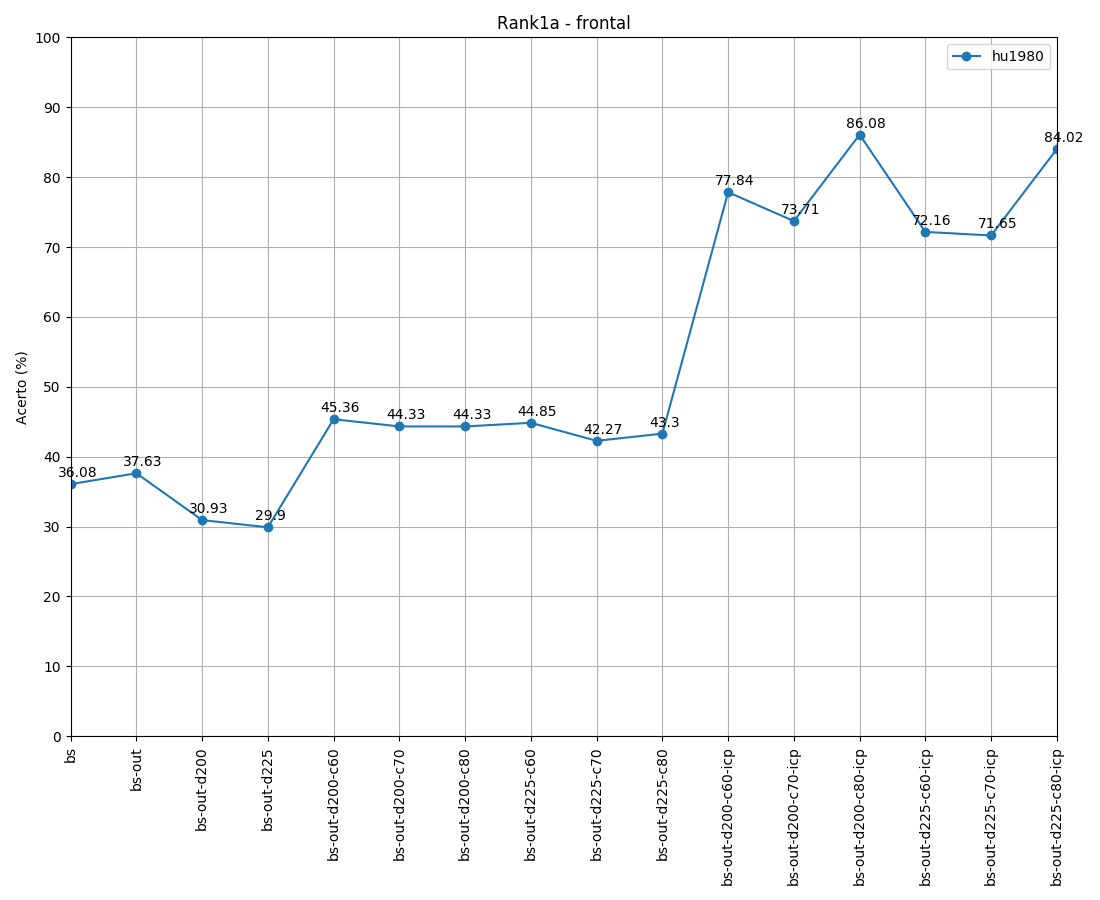 Rank1a - frontal
hu1980
Acerto (%)
100
90
80
70
60
50
40
30
20
10
0
36.08
37.63
30.93
29.9
45.36
44.33
44.33
44.85
42.27
43.3
77.84
73.71
86.08
72.16
71.65
84.02
bs
bs-out
bs-out-d200
bs-out-d225
bs-out-d200-c60
bs-out-d200-c70
bs-out-d200-c80
bs-out-d225-c60
bs-out-d225-c70
bs-out-d225-c80
bs-out-d200-c60-icp
bs-out-d200-c70-icp
bs-out-d200-c80-icp
bs-out-d225-c60-icp
bs-out-d225-c70-icp
bs-out-d225-c80-icp